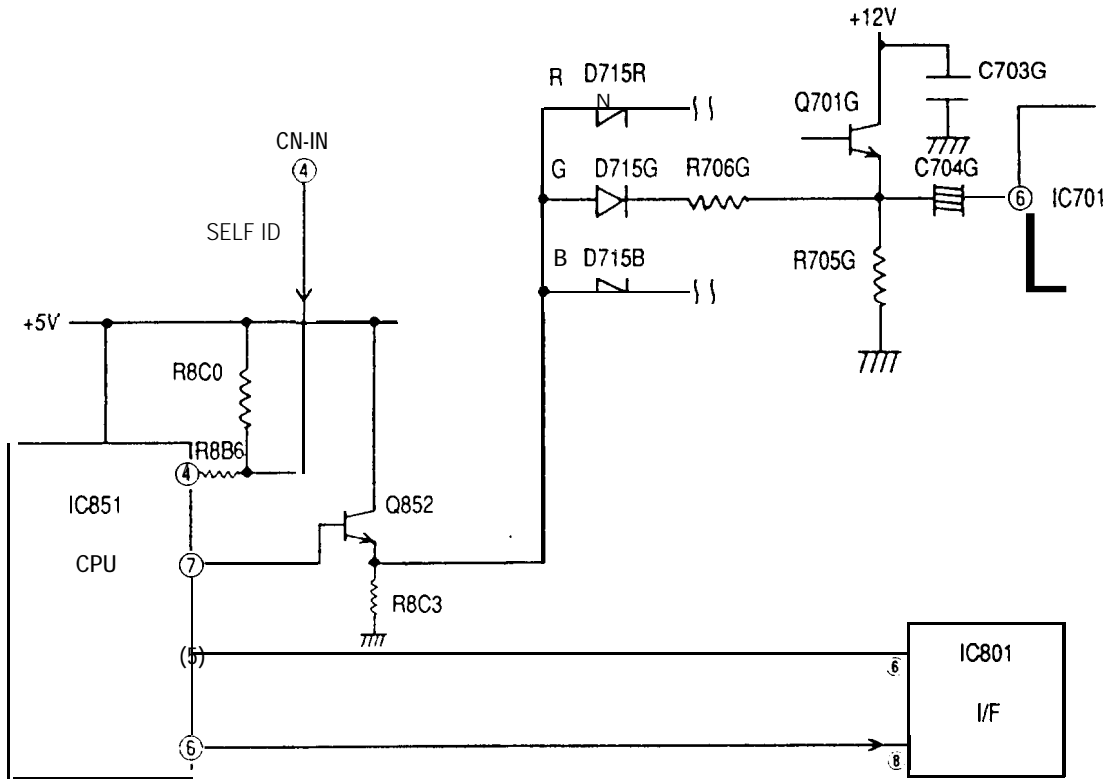 +12V
R D715R
C703G
N
Q701G
CN-IN
4
G D715G R706G
C704G
6 IC701
SELF ID
B D715B
R705G
+5V
R8C0
R8B6
4
IC851
Q852
CPU
7
R8C3
(5)
6
IC801
I/F
6
8